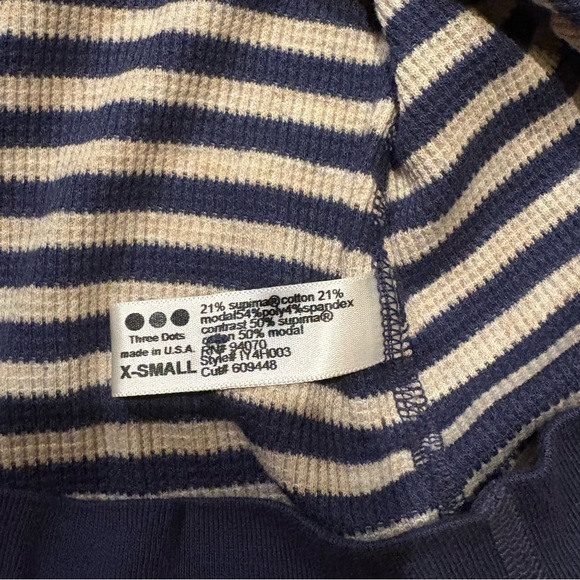 Three Dots
made in U.S.A.
X-SMALL
21% supima® cotton 21%
modal54%poly4%spandex
contrast 50% supima®
cotton 50% modal
RN# 94070
Style# 1Y4H003
Cut# 609448